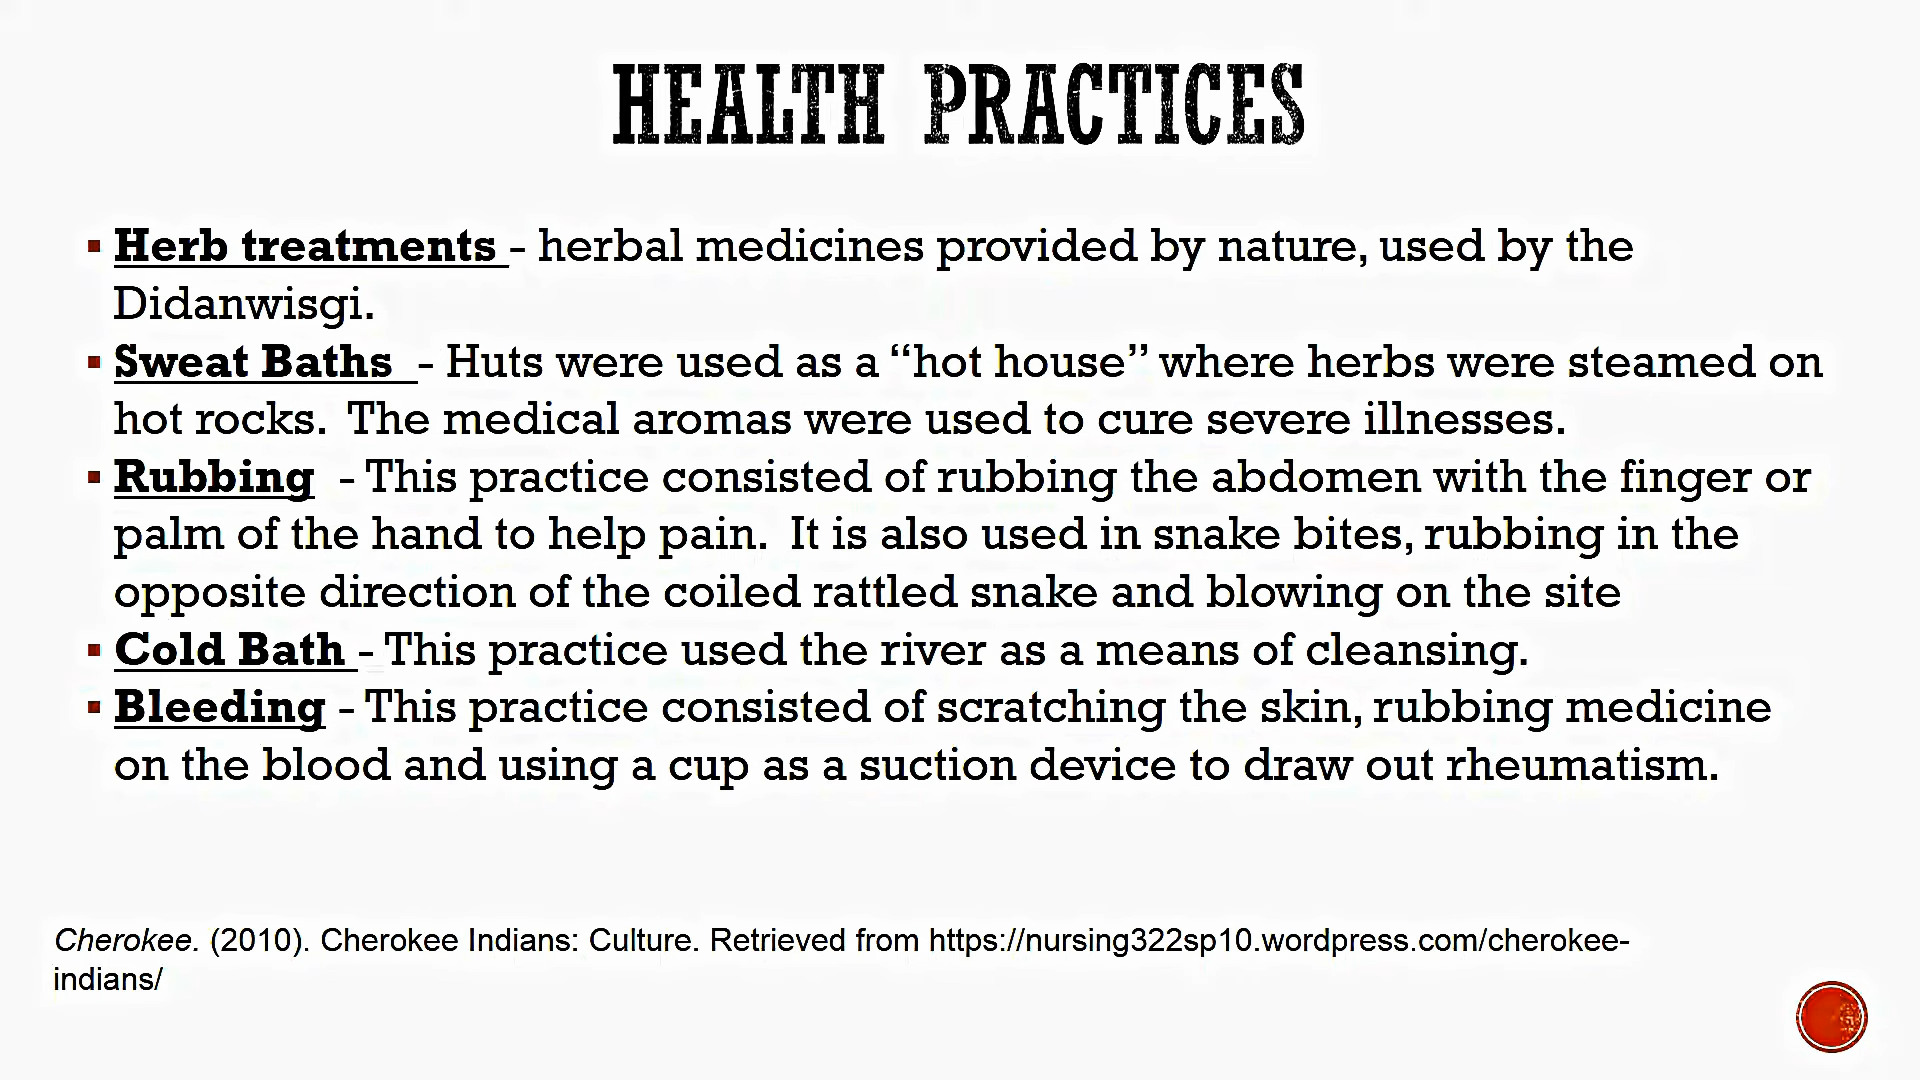 HEALTH PRACTICES
▪ Herb treatments - herbal medicines provided by nature, used by the
Didanwisgi.
▪ Sweat Baths - Huts were used as a “hot house” where herbs were steamed on
hot rocks. The medical aromas were used to cure severe illnesses.
▪ Rubbing - This practice consisted of rubbing the abdomen with the finger or
palm of the hand to help pain. It is also used in snake bites, rubbing in the
opposite direction of the coiled rattled snake and blowing on the site
▪ Cold Bath - This practice used the river as a means of cleansing.
▪ Bleeding - This practice consisted of scratching the skin, rubbing medicine
on the blood and using a cup as a suction device to draw out rheumatism.
Cherokee. (2010). Cherokee Indians: Culture. Retrieved from https://nursing322sp10.wordpress.com/cherokee-
indians/